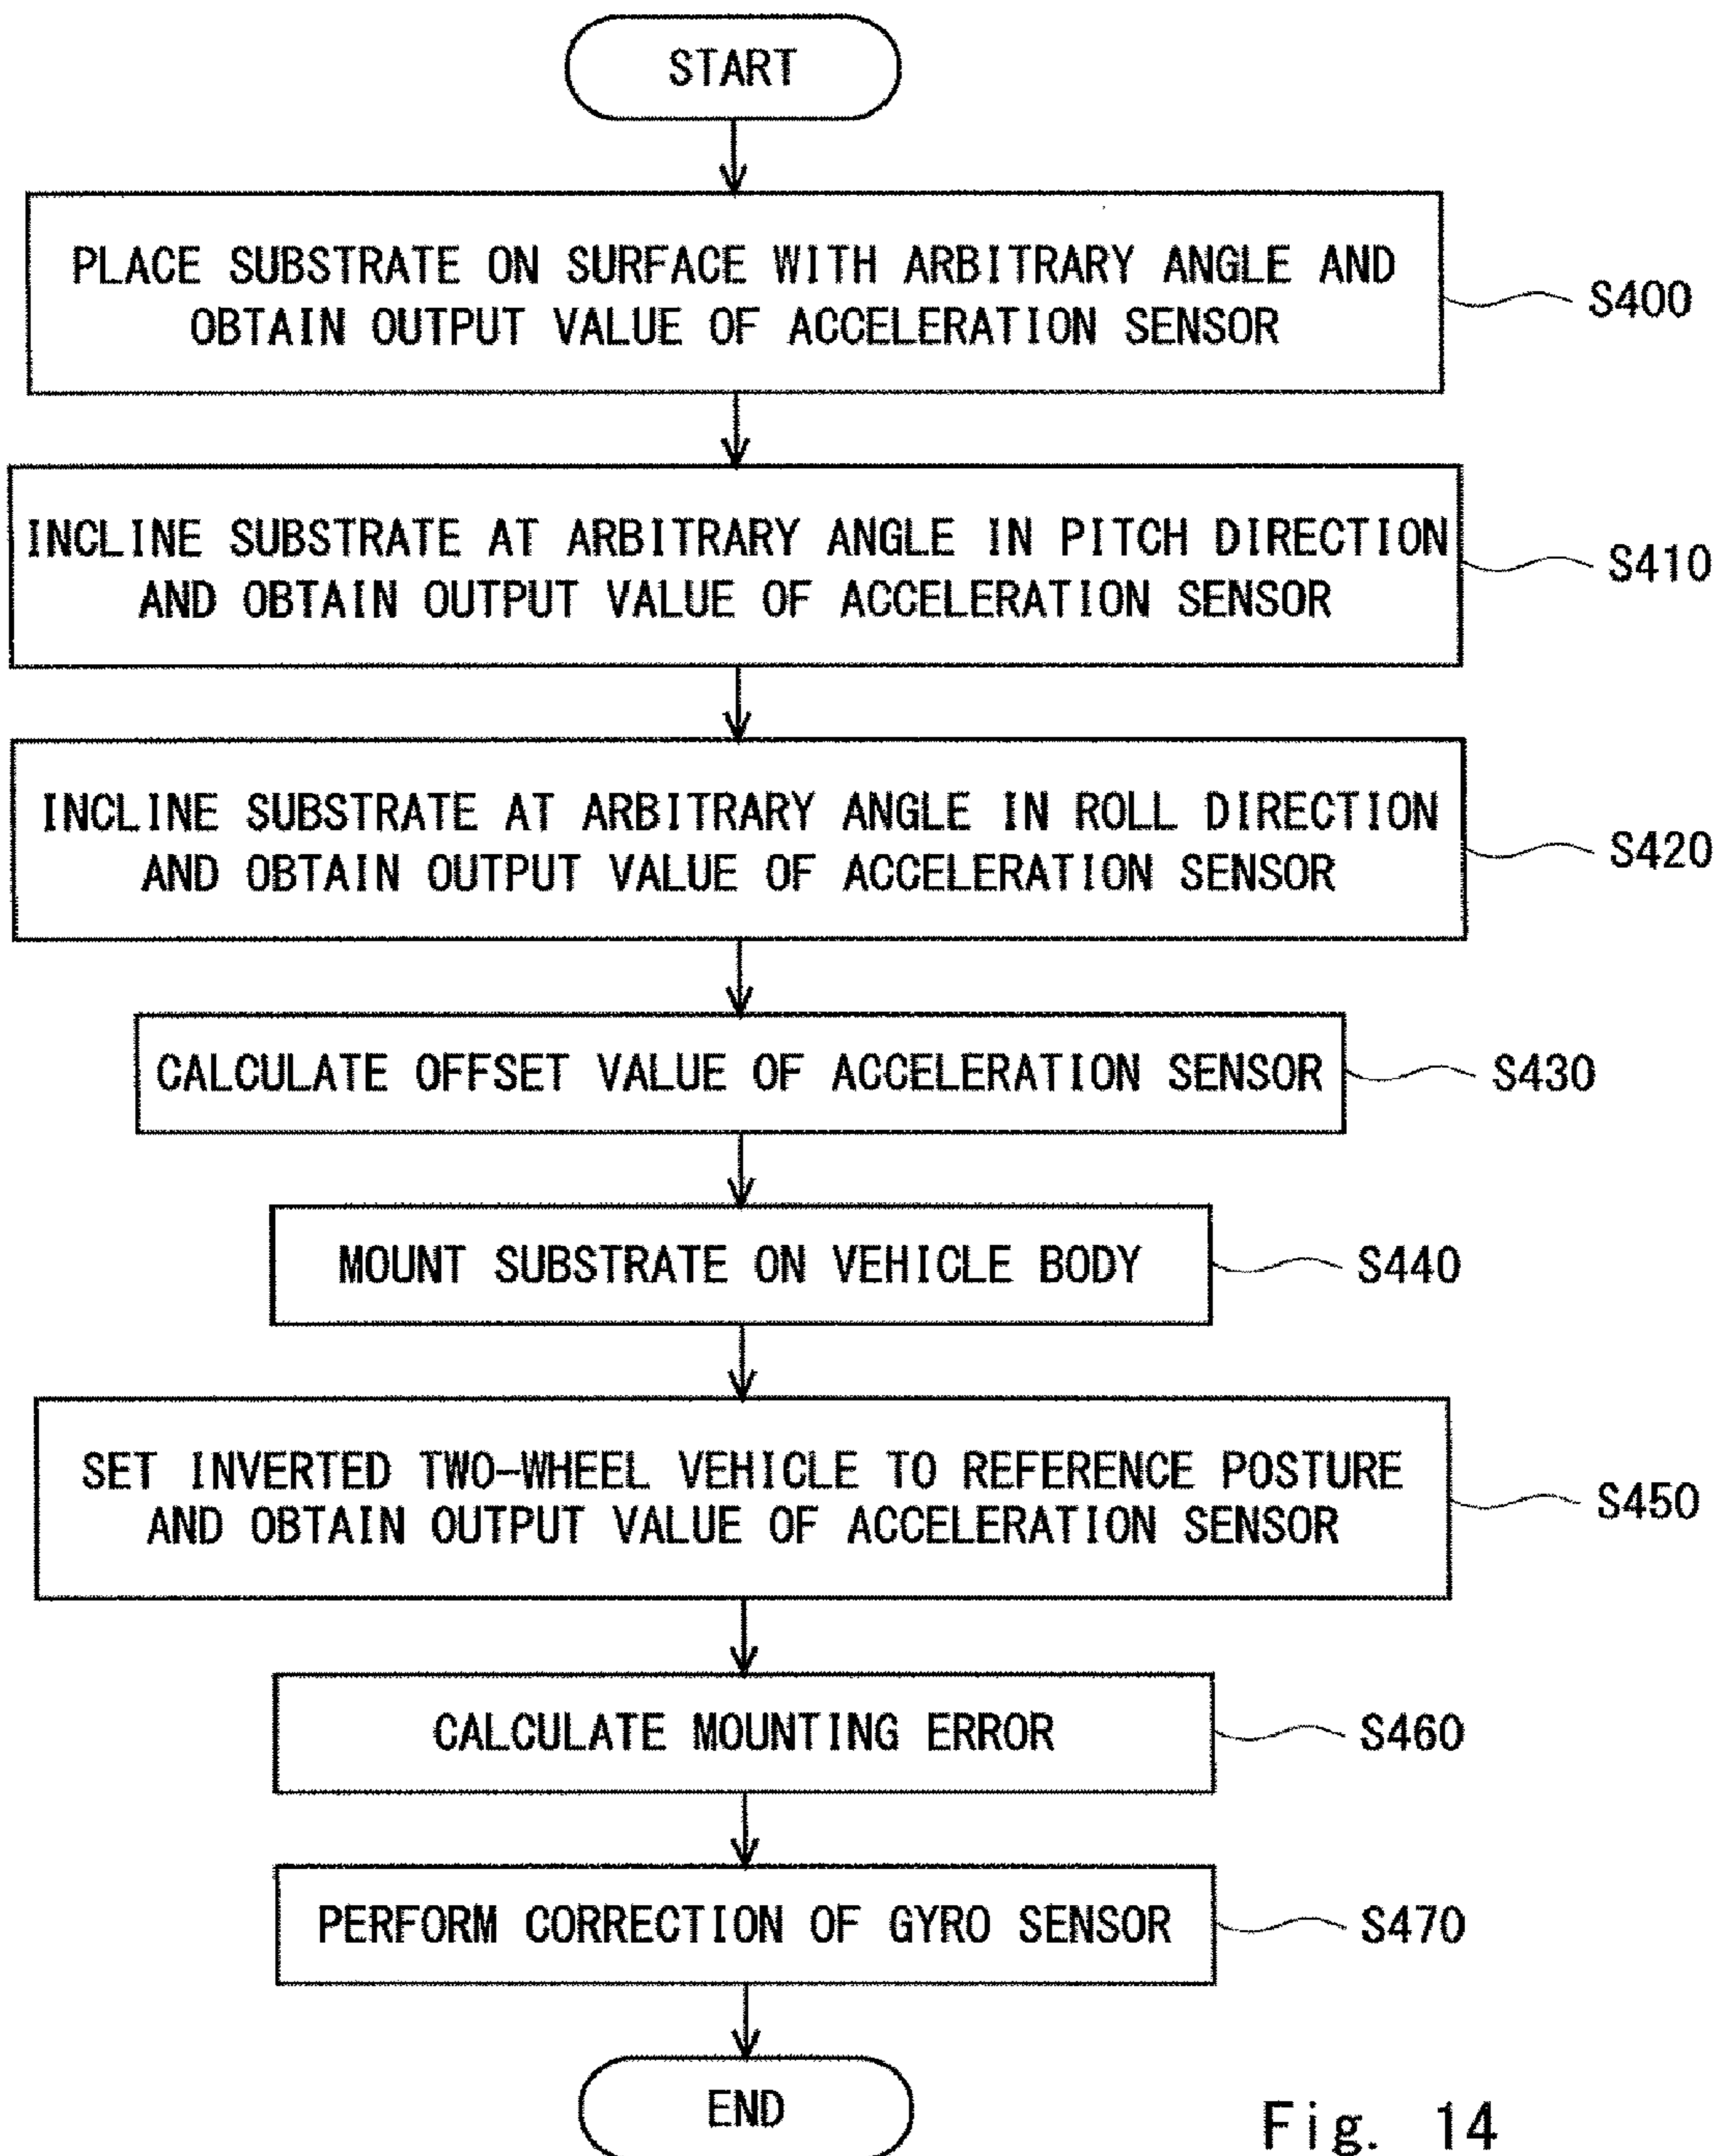 START
PLACE SUBSTRATE ON SURFACE WITH ARBITRARY ANGLE AND
OBTAIN OUTPUT VALUE OF ACCELERATION SENSOR
S400
INCLINE SUBSTRATE AT ARBITRARY ANGLE IN PITCH DIRECTION
AND OBTAIN OUTPUT VALUE OF ACCELERATION SENSOR
S410
INCLINE SUBSTRATE AT ARBITRARY ANGLE IN ROLL DIRECTION
AND OBTAIN OUTPUT VALUE OF ACCELERATION SENSOR
S420
CALCULATE OFFSET VALUE OF ACCELERATION SENSOR
S430
MOUNT SUBSTRATE ON VEHICLE BODY
S440
SET INVERTED TWO-WHEEL VEHICLE TO REFERENCE POSTURE
AND OBTAIN OUTPUT VALUE OF ACCELERATION SENSOR
S450
CALCULATE MOUNTING ERROR
S460
PERFORM CORRECTION OF GYRO SENSOR
S470
END
Fig. 14